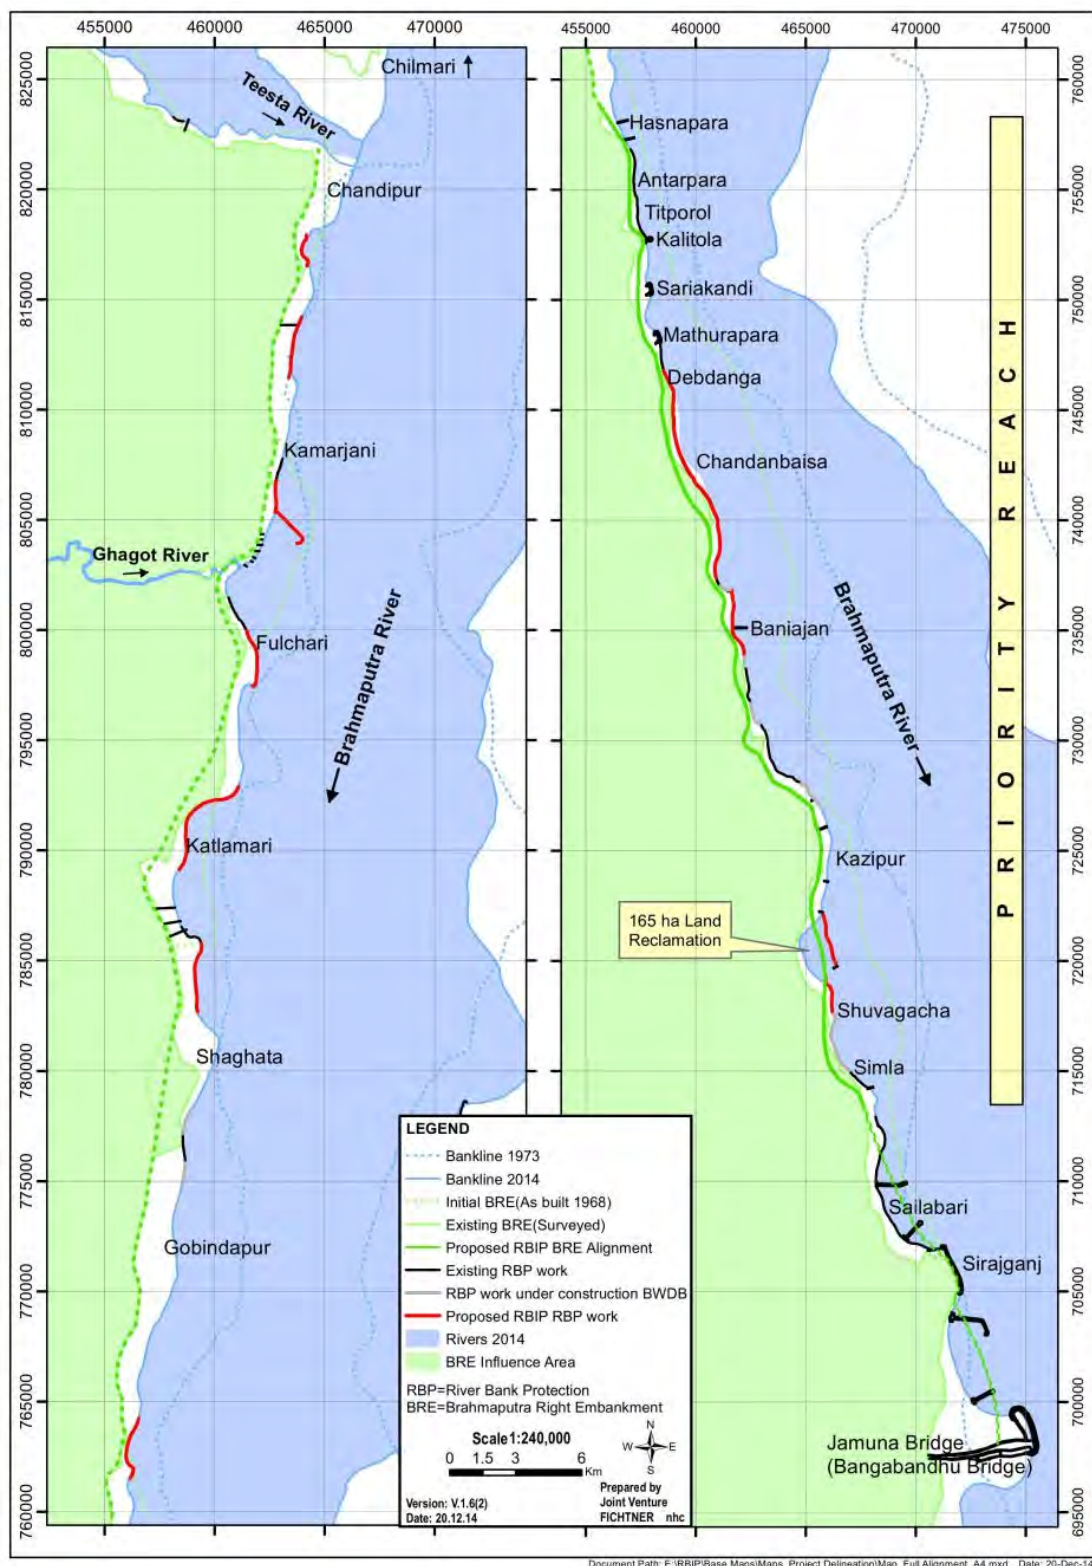 455000 460000 465000 470000
455000 460000 465000 470000 475000
825000
820000
815000
810000
805000
800000
795000
790000
785000
780000
775000
770000
765000
760000
Chilmari
Teesta River
Chandipur
Kamarjani
Ghagot River
Fulchari
Brahmaputra River
Katlamari
Shaghata
Gobindapur
760000
755000
750000
745000
740000
735000
730000
725000
720000
715000
710000
705000
700000
695000
Hasnapara
Antarpara
Titporol
Kalitola
Sariakandi
Mathurapara
Debdanga
Chandanbaisa
Baniajan
Brahmaputra River
Kazipur
165 ha Land
Reclamation
Shuvagacha
Simla
Sailabari
Sirajganj
Jamuna Bridge
(Bangabandhu Bridge)
PRIORITY REACH
LEGEND
Bankline 1973
Bankline 2014
Initial BRE(As built 1968)
Existing BRE(Surveyed)
Proposed RBIP BRE Alignment
Existing RBP work
RBP work under construction BWDB
Proposed RBIP RBP work
Rivers 2014
BRE Influence Area
RBP=River Bank Protection
BRE=Brahmaputra Right Embankment
Scale1:240,000
0 1.5 3 6
Km
N
W E
S
Version: V.1.6(2)
Date: 20.12.14
Prepared by
Joint Venture
FICHTNER nhc